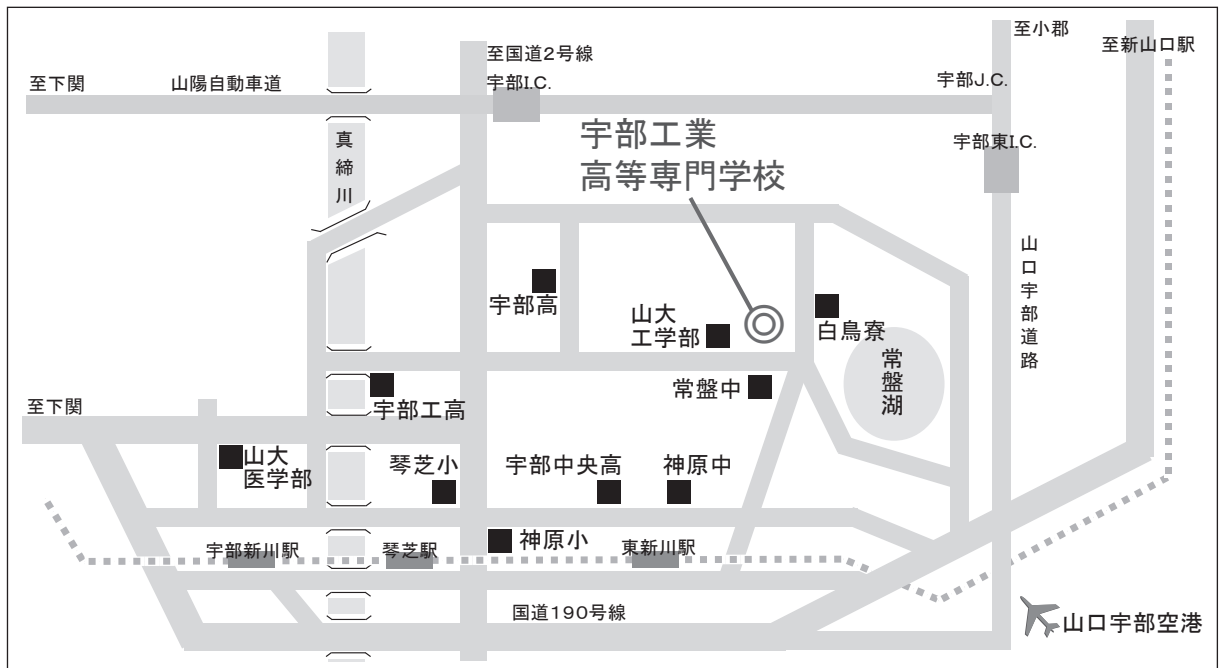 至小郡
至新山口駅
至国道2号線
宇部I.C.
至下関
山陽自動車道
宇部J.C.
宇部東I.C.
真締川
宇部工業
高等専門学校
山口宇部道路
宇部高
山大
工学部
白鳥寮
常盤湖
常盤中
宇部工高
至下関
山大
医学部
琴芝小
宇部中央高
神原中
神原小
宇部新川駅
琴芝駅
東新川駅
国道190号線
山口宇部空港